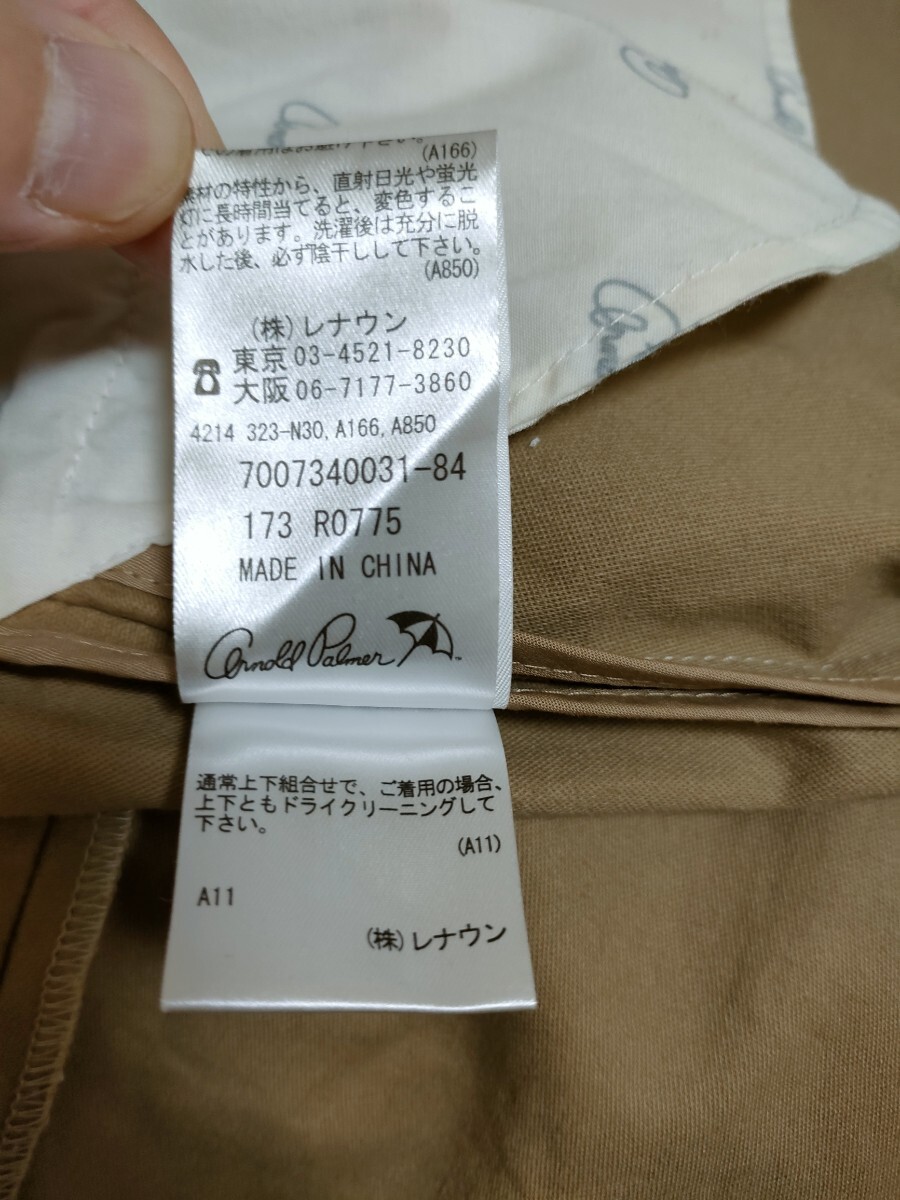 (A166)
素材の特性から、直射日光や蛍光
灯に長時間当てると、変色するこ
とがあります。洗濯後は充分に脱
水した後、必ず陰干しして下さい。
(A850)
(株)レナウン
☎ 東京 03-4521-8230
大阪 06-7177-3860
4214 323-N30, A166, A850
7007340031-84
173 R0775
MADE IN CHINA
Arnold Palmer ™
通常上下組合せで、ご着用の場合、
上下ともドライクリーニングして
下さい。
(A11)
A11
(株)レナウン